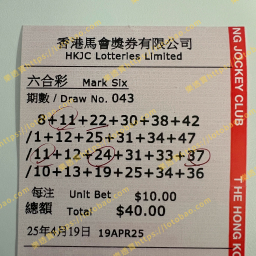 香港馬會獎券有限公司
HKJC Lotteries Limited
六合彩 Mark Six
期數 / Draw No. 043
8+11+22+30+38+42
/1+12+25+31+34+47
/11+12+24+31+33+37
/10+13+19+25+34+36
每注 Unit Bet $10.00
總額 Total $40.00
25年4月19日 19APR25
NG JOCKEY CLUB
THE HONG KO